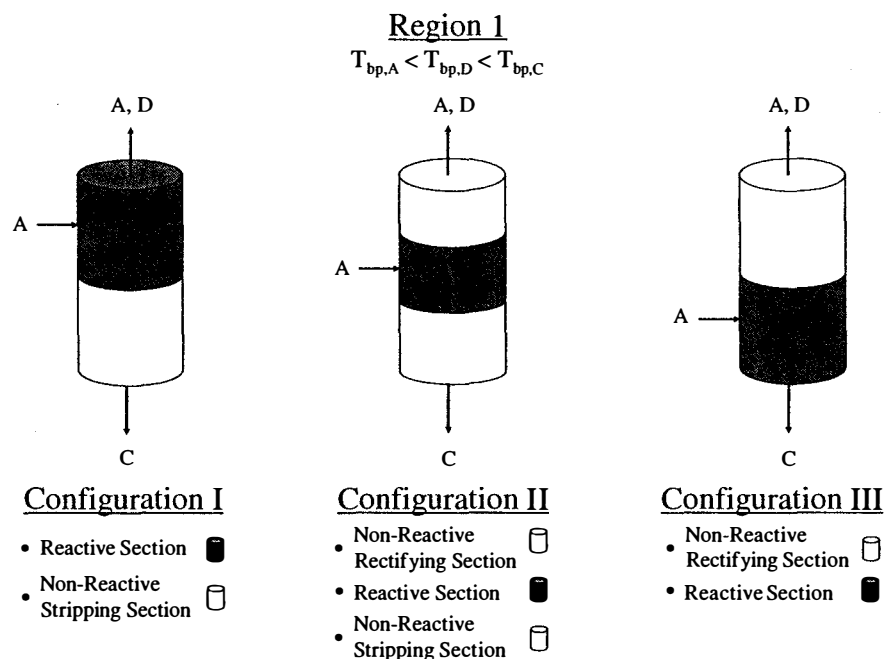 Region 1
T_bp,A < T_bp,D < T_bp,C
A, D
A
C
Configuration I
• Reactive Section
• Non-Reactive
Stripping Section
A, D
A
C
Configuration II
• Non-Reactive
Rectifying Section
• Reactive Section
• Non-Reactive
Stripping Section
A, D
A
C
Configuration III
• Non-Reactive
Rectifying Section
• Reactive Section